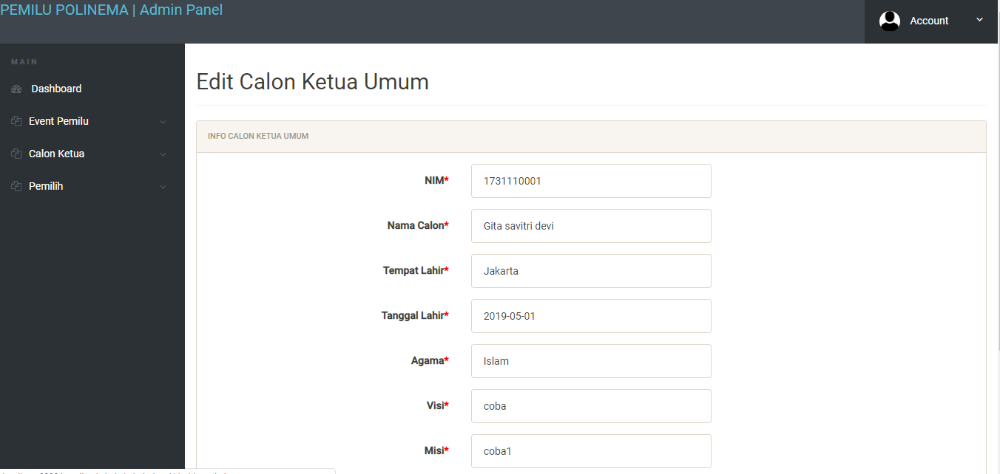 PEMILU POLINEMA | Admin Panel
Account
MAIN
Dashboard
Event Pemilu
Calon Ketua
Pemilih
Edit Calon Ketua Umum
INFO CALON KETUA UMUM
NIM* 1731110001
Nama Calon* Gita savitri devi
Tempat Lahir* Jakarta
Tanggal Lahir* 2019-05-01
Agama* Islam
Visi* coba
Misi* coba1